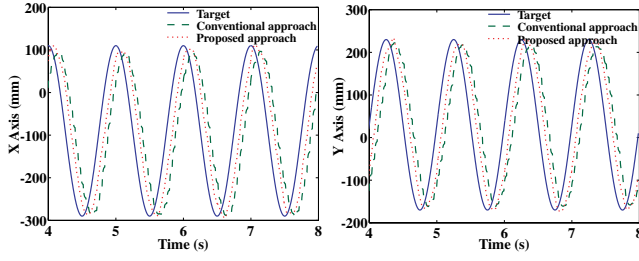 Target
Conventional approach
Proposed approach
200
100
0
-100
-200
-300
X Axis (mm)
4 5 6 7 8
Time (s)
Target
Conventional approach
Proposed approach
300
200
100
0
-100
-200
Y Axis (mm)
4 5 6 7 8
Time (s)